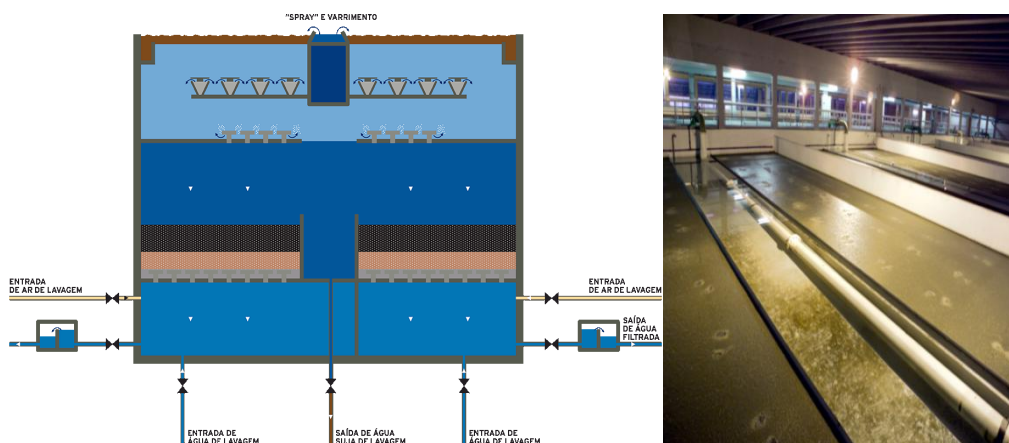 "SPRAY" E VARRIMENTO
ENTRADA
DE AR DE LAVAGEM
ENTRADA
DE AR DE LAVAGEM
SAÍDA
DE ÁGUA
FILTRADA
ENTRADA DE
ÁGUA DE LAVAGEM
SAÍDA DE ÁGUA
SUJA DE LAVAGEM
ENTRADA DE
ÁGUA DE LAVAGEM